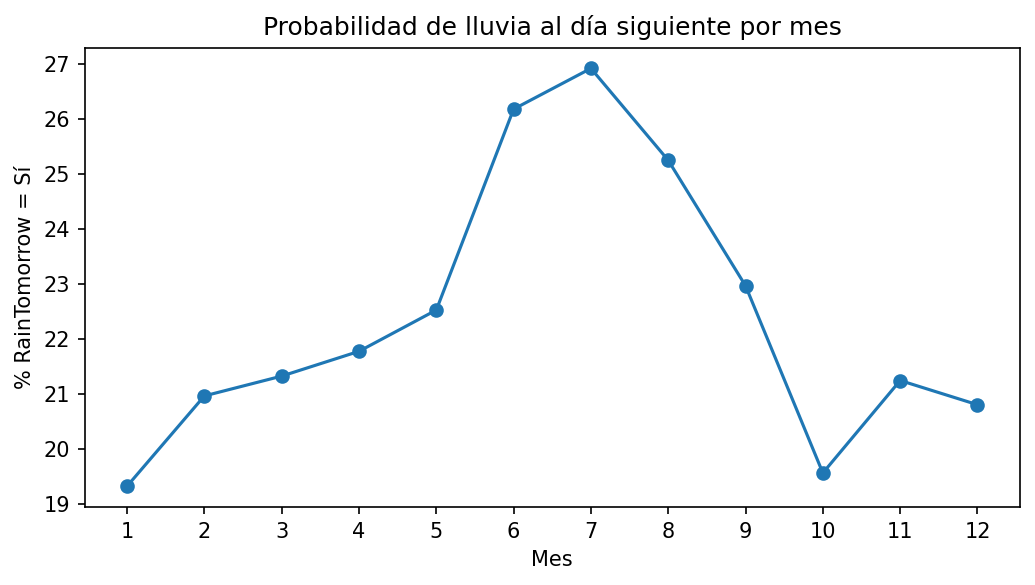 Probabilidad de lluvia al día siguiente por mes
% RainTomorrow = Sí
27
26
25
24
23
22
21
20
19
1 2 3 4 5 6 7 8 9 10 11 12
Mes